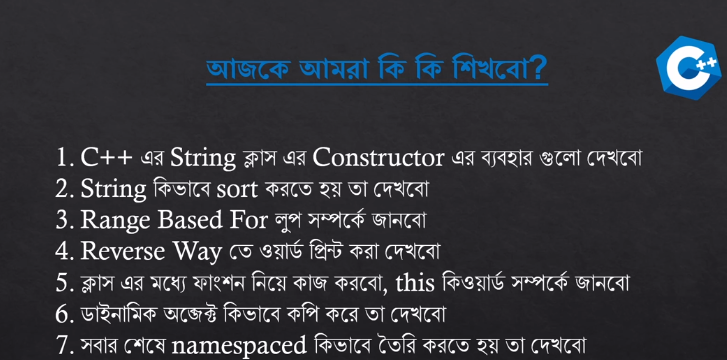 আজকে আমরা কি কি শিখবো?
C++
1. C++ এর String ক্লাস এর Constructor এর ব্যবহার গুলো দেখবো
2. String কিভাবে sort করতে হয় তা দেখবো
3. Range Based For লুপ সম্পর্কে জানবো
4. Reverse Way তে ওয়ার্ড প্রিন্ট করা দেখবো
5. ক্লাস এর মধ্যে ফাংশন নিয়ে কাজ করবো, this কিওয়ার্ড সম্পর্কে জানবো
6. ডাইনামিক অব্জেক্ট কিভাবে কপি করে তা দেখবো
7. সবার শেষে namespaced কিভাবে তৈরি করতে হয় তা দেখবো